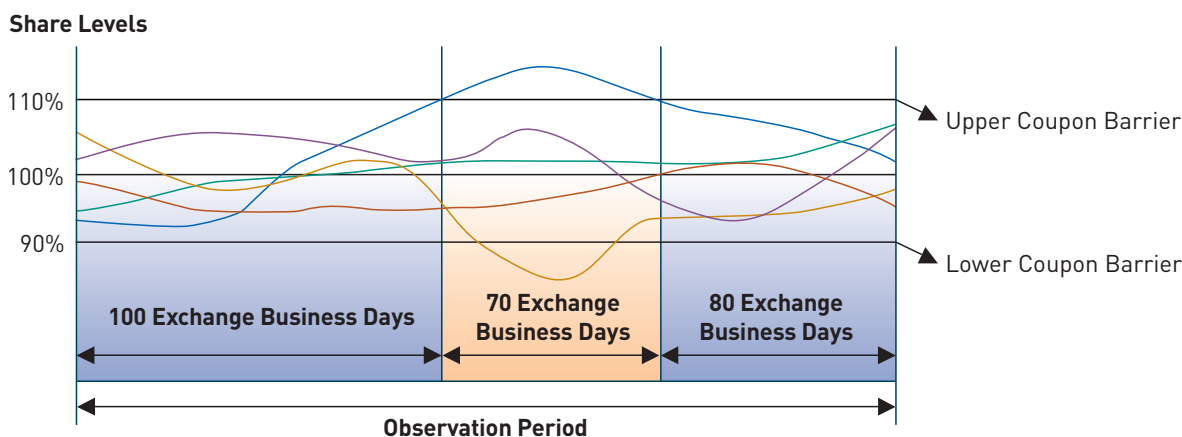 Share Levels
110%
Upper Coupon Barrier
100%
90%
Lower Coupon Barrier
100 Exchange Business Days
70 Exchange
Business Days
80 Exchange
Business Days
Observation Period